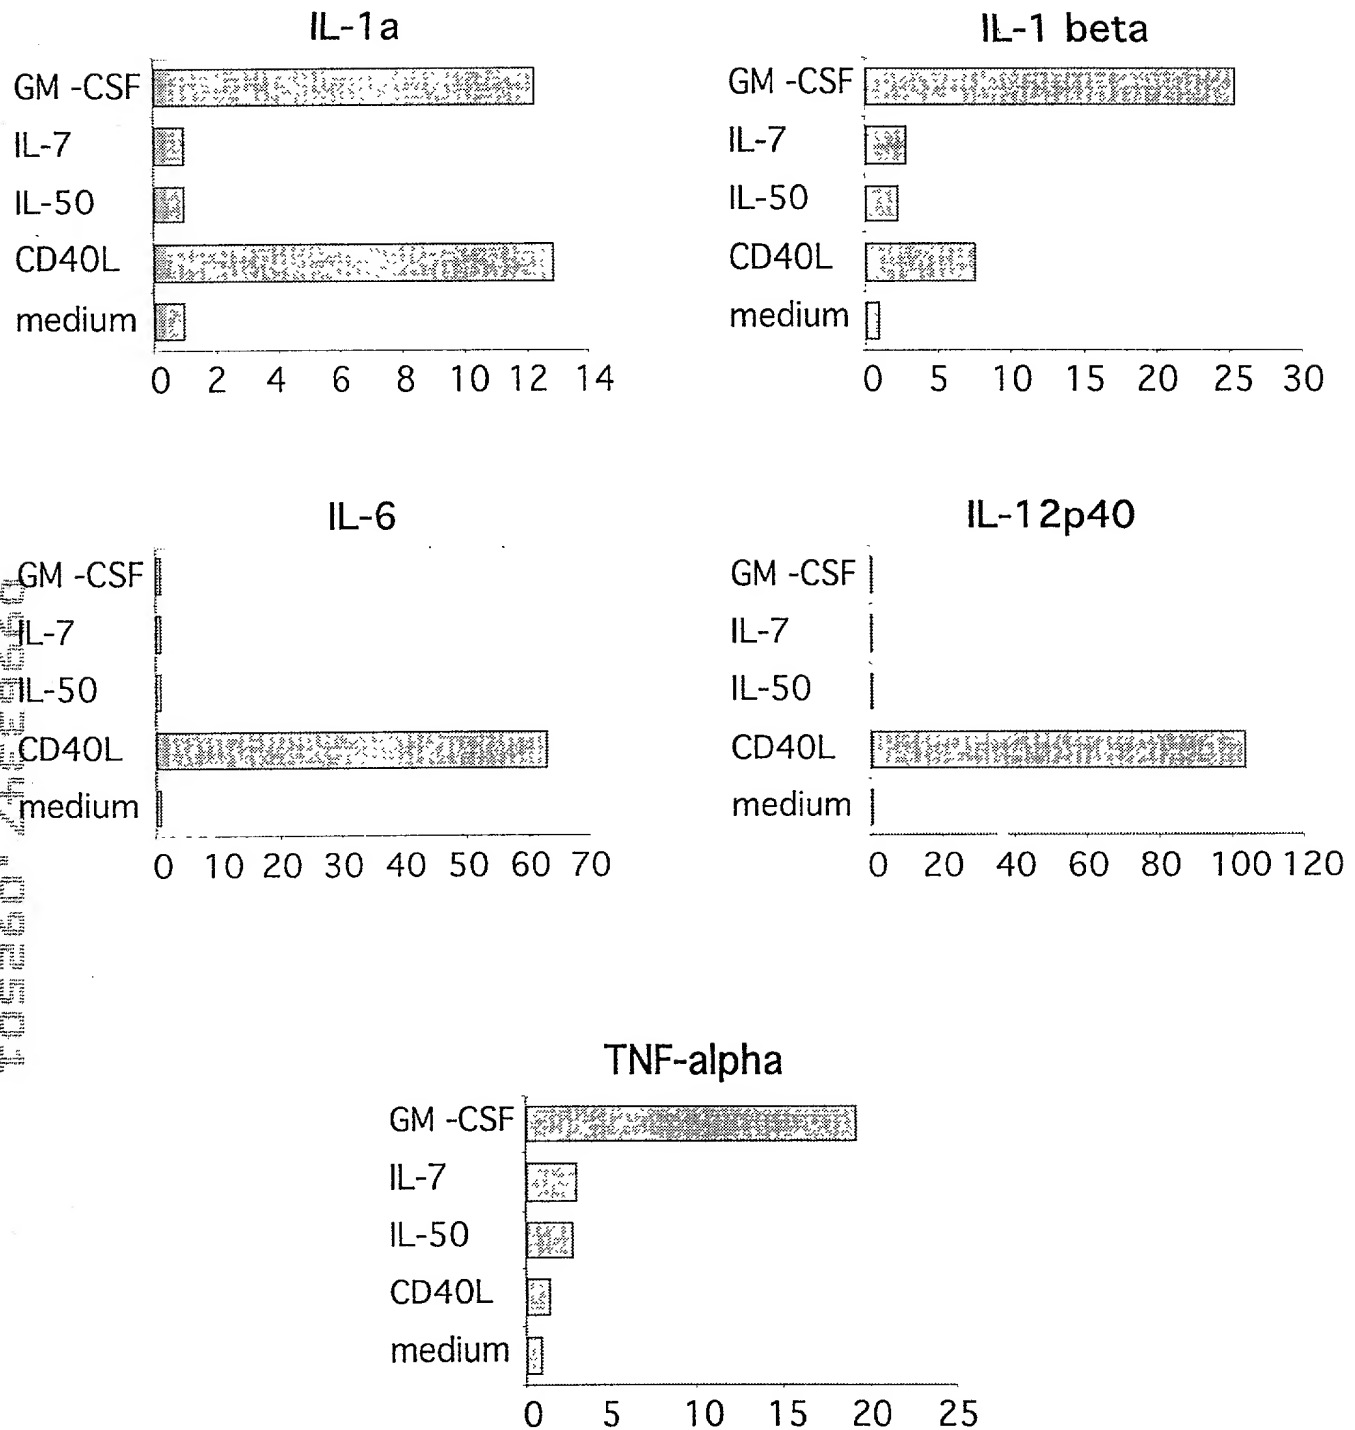 IL-1a
GM -CSF
IL-7
IL-50
CD40L
medium
0 2 4 6 8 10 12 14
IL-1 beta
GM -CSF
IL-7
IL-50
CD40L
medium
0 5 10 15 20 25 30
IL-6
GM -CSF
IL-7
IL-50
CD40L
medium
0 10 20 30 40 50 60 70
IL-12p40
GM -CSF
IL-7
IL-50
CD40L
medium
0 20 40 60 80 100 120
TNF-alpha
GM -CSF
IL-7
IL-50
CD40L
medium
0 5 10 15 20 25